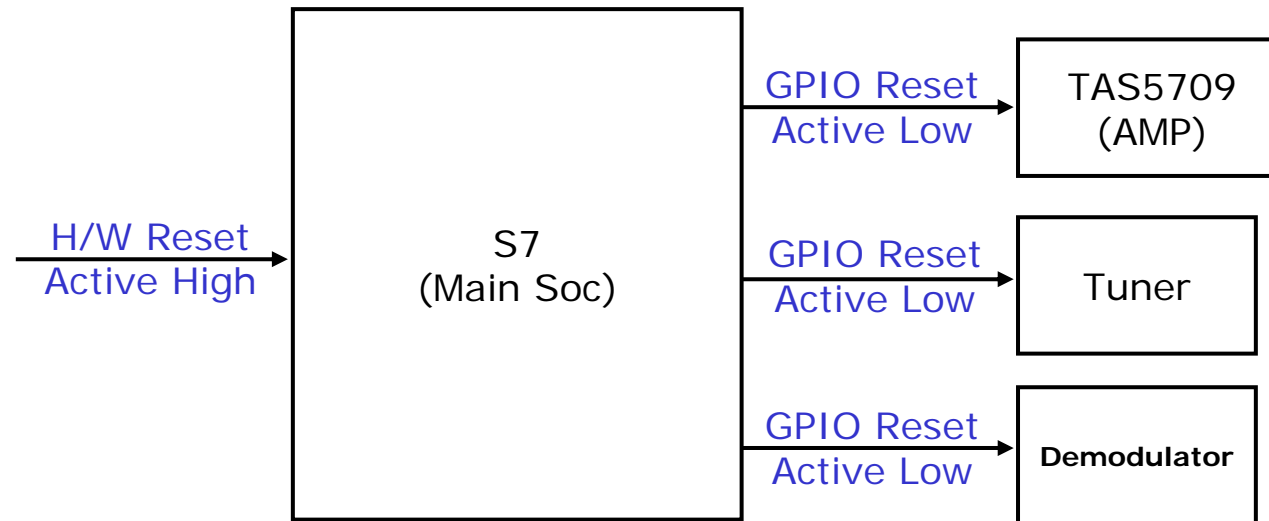 H/W Reset
Active High
S7
(Main Soc)
GPIO Reset
Active Low
TAS5709
(AMP)
GPIO Reset
Active Low
Tuner
GPIO Reset
Active Low
Demodulator